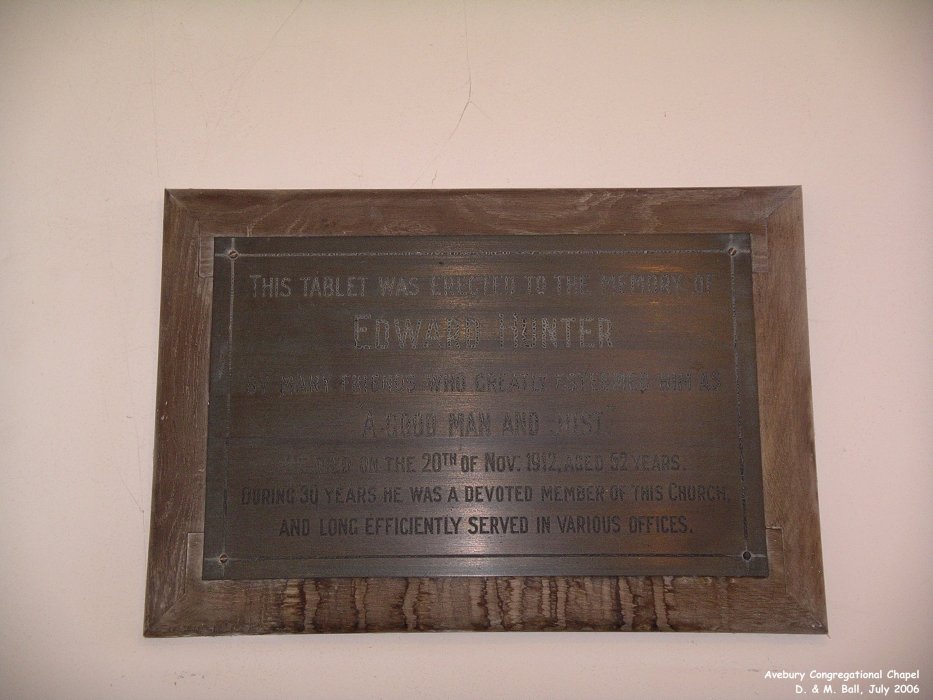 THIS TABLET WAS ERECTED TO THE MEMORY OF
EDWARD HUNTER
BY MANY FRIENDS WHO GREATLY ESTEEMED HIM AS
"A GOOD MAN AND JUST."
HE DIED ON THE 20TH OF NOV: 1912, AGED 52 YEARS.
DURING 30 YEARS HE WAS A DEVOTED MEMBER OF THIS CHURCH,
AND LONG EFFICIENTLY SERVED IN VARIOUS OFFICES.
Avebury Congregational Chapel
D. & M. Ball, July 2006